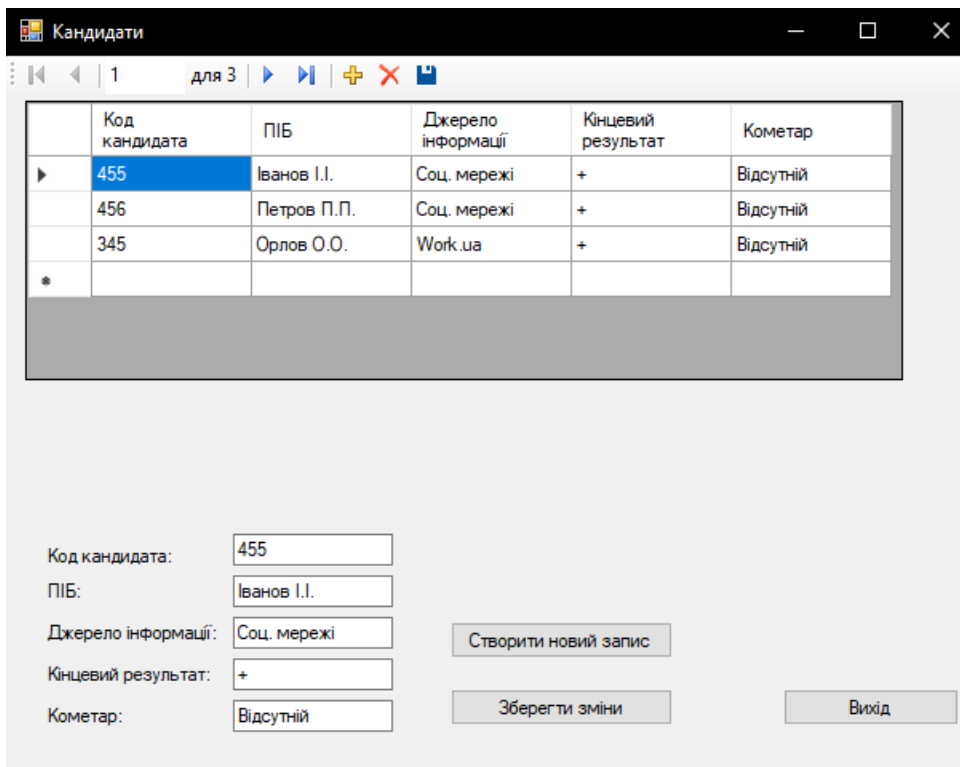 Кандидати
1 для 3
Код кандидата ПІБ Джерело інформації Кінцевий результат Кометар
455 Іванов І.І. Соц. мережі + Відсутній
456 Петров П.П. Соц. мережі + Відсутній
345 Орлов О.О. Work.ua + Відсутній
Код кандидата: 455
ПІБ: Іванов І.І.
Джерело інформації: Соц. мережі
Створити новий запис
Кінцевий результат: +
Кометар: Відсутній
Зберегти зміни Вихід